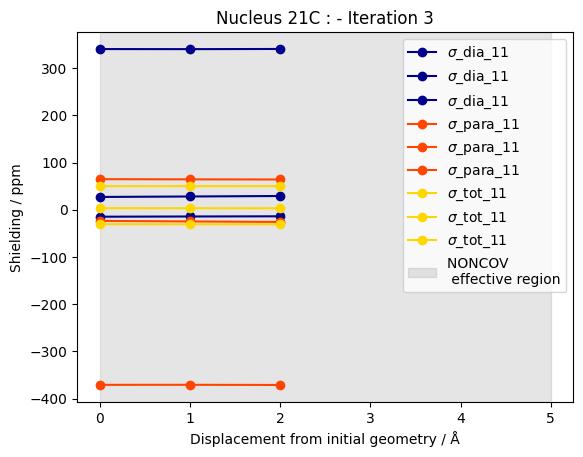 Nucleus 21C : - Iteration 3
Shielding / ppm
300
200
100
0
−100
−200
−300
−400
σ_dia_11
σ_dia_11
σ_dia_11
σ_para_11
σ_para_11
σ_para_11
σ_tot_11
σ_tot_11
σ_tot_11
NONCOV
effective region
0 1 2 3 4 5
Displacement from initial geometry / Å